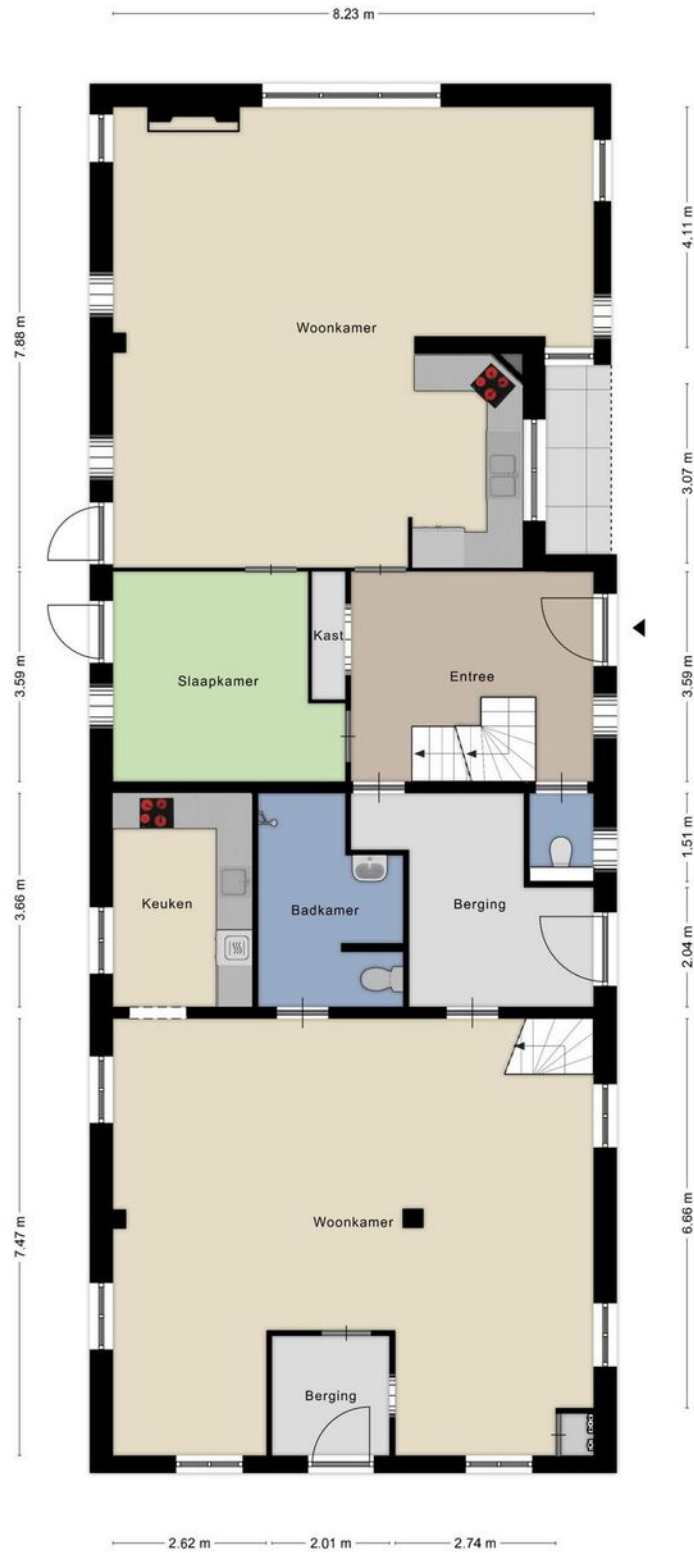 8.23 m
4.11 m
7.88 m
Woonkamer
3.07 m
Kast
3.59 m
Slaapkamer
Entree
3.59 m
1.51 m
3.66 m
Keuken
Badkamer
Berging
2.04 m
7.47 m
Woonkamer
6.66 m
Berging
2.62 m
2.01 m
2.74 m